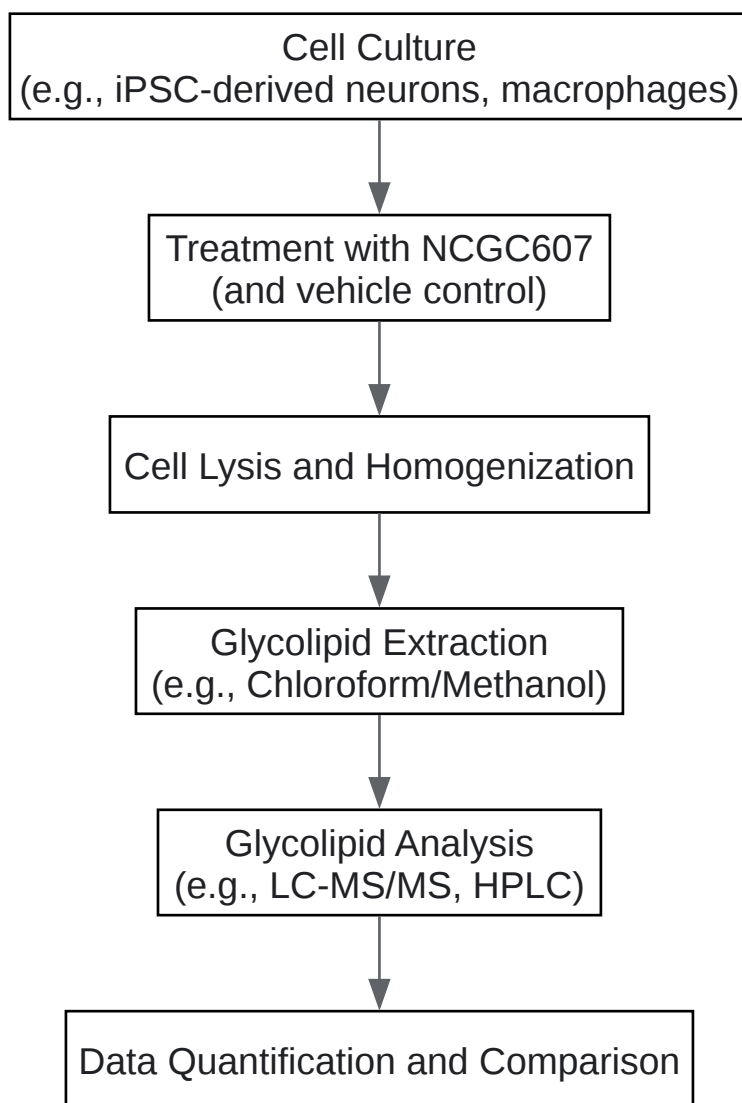 Cell Culture
(e.g., iPSC-derived neurons, macrophages)
Treatment with NCGC607
(and vehicle control)
Cell Lysis and Homogenization
Glycolipid Extraction
(e.g., Chloroform/Methanol)
Glycolipid Analysis
(e.g., LC-MS/MS, HPLC)
Data Quantification and Comparison